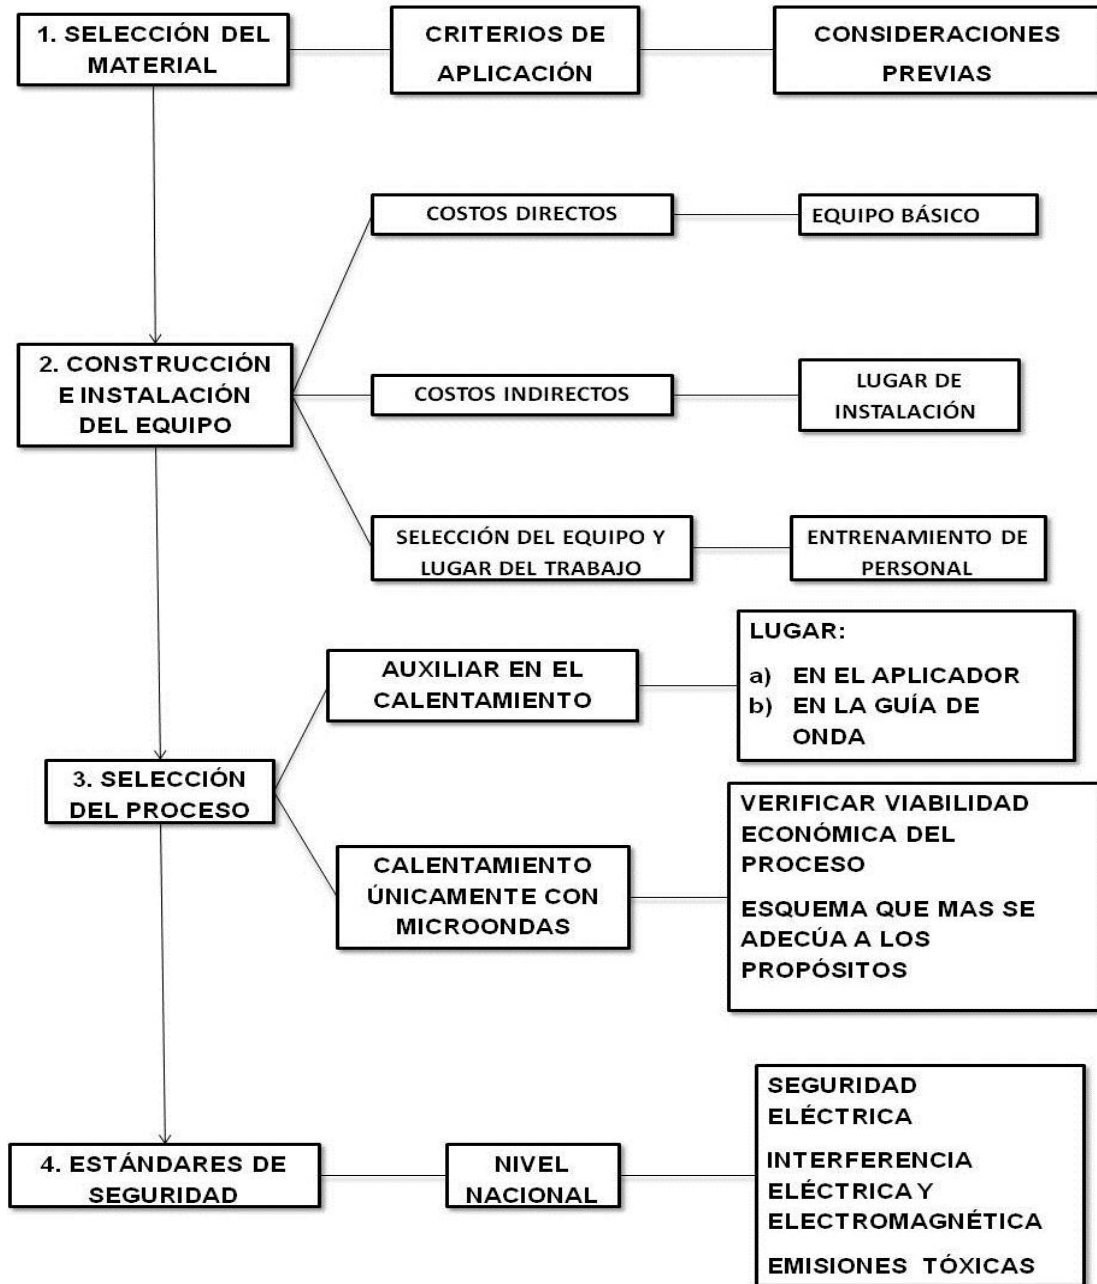 1. SELECCIÓN DEL
MATERIAL
CRITERIOS DE
APLICACIÓN
CONSIDERACIONES
PREVIAS
COSTOS DIRECTOS
EQUIPO BÁSICO
2. CONSTRUCCIÓN
E INSTALACIÓN
DEL EQUIPO
COSTOS INDIRECTOS
LUGAR DE
INSTALACIÓN
SELECCIÓN DEL EQUIPO Y
LUGAR DEL TRABAJO
ENTRENAMIENTO DE
PERSONAL
3. SELECCIÓN
DEL PROCESO
AUXILIAR EN EL
CALENTAMIENTO
LUGAR:
a) EN EL APLICADOR
b) EN LA GUÍA DE
ONDA
CALENTAMIENTO
ÚNICAMENTE CON
MICROONDAS
VERIFICAR VIABILIDAD
ECONÓMICA DEL
PROCESO
ESQUEMA QUE MAS SE
ADECÚA A LOS
PROPÓSITOS
4. ESTÁNDARES DE
SEGURIDAD
NIVEL
NACIONAL
SEGURIDAD
ELÉCTRICA
INTERFERENCIA
ELÉCTRICA Y
ELECTROMAGNÉTICA
EMISIONES TÓXICAS